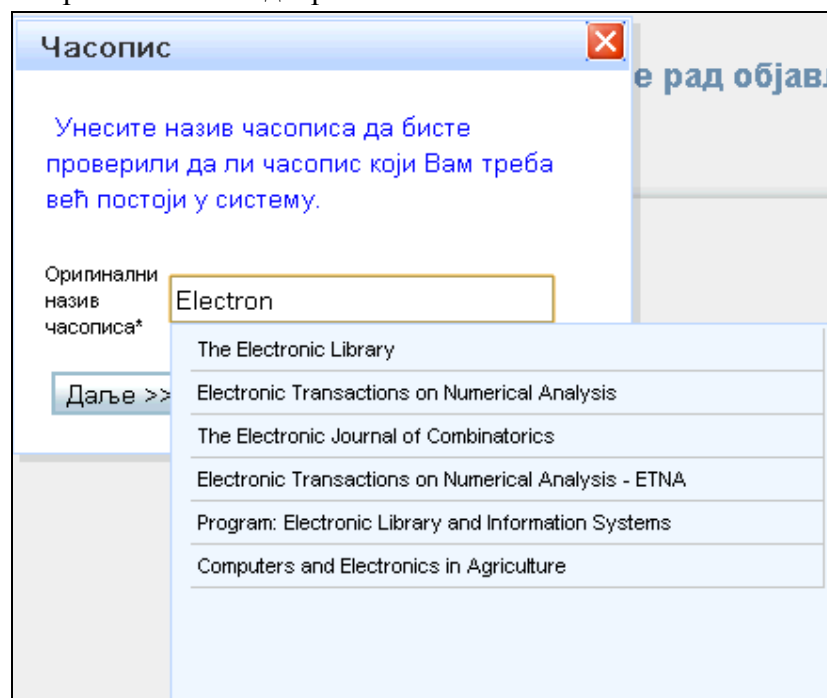 Часопис
е рад објав
Унесите назив часописа да бисте
проверили да ли часопис који Вам треба
већ постоји у систему.
Оригинални
назив
часописа*
Electron
The Electronic Library
Даље >>
Electronic Transactions on Numerical Analysis
The Electronic Journal of Combinatorics
Electronic Transactions on Numerical Analysis - ETNA
Program: Electronic Library and Information Systems
Computers and Electronics in Agriculture